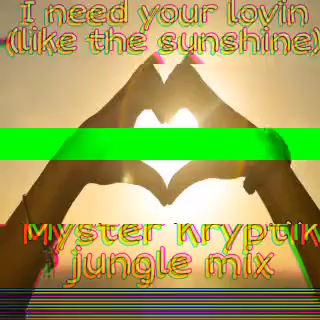 I need your lovin
(like the sunshine)
Myster Kryptik
jungle mix